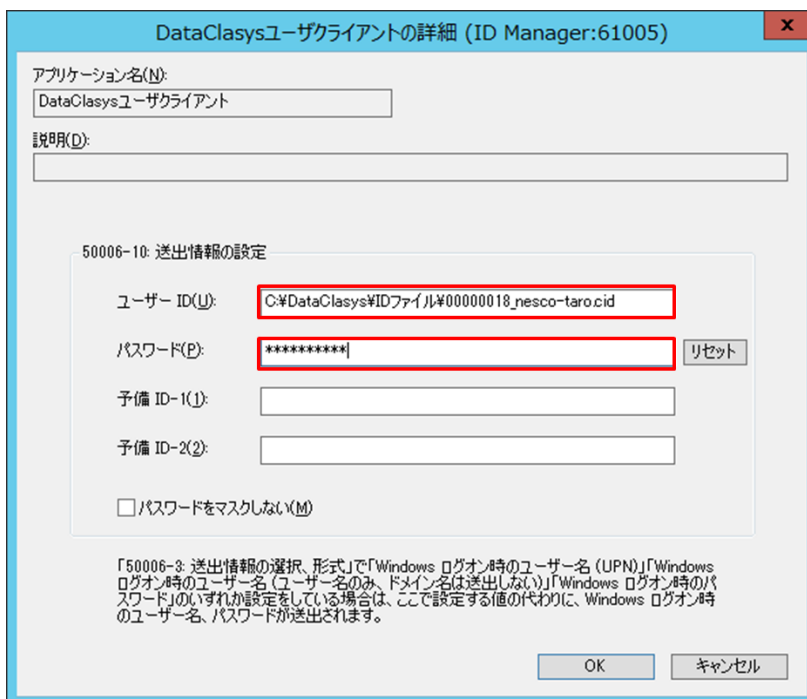 DataClasysユーザクライアントの詳細 (ID Manager:61005)
x
アプリケーション名(N):
DataClasysユーザクライアント
説明(D):
50006-10: 送出情報の設定
ユーザー ID(U):
C:¥DataClasys¥IDファイル¥00000018_nesco-taro.cid
パスワード(P):
**********
リセット
予備 ID-1(1):
予備 ID-2(2):
パスワードをマスクしない(M)
「50006-3: 送出情報の選択、形式」で「Windows ログオン時のユーザー名 (UPN)」「Windows
ログオン時のユーザー名 (ユーザー名のみ、ドメイン名は送出しない)」「Windows ログオン時のパ
スワード」のいずれか設定をしている場合は、ここで設定する値の代わりに、Windows ログオン時
のユーザー名、パスワードが送出されます。
OK
キャンセル